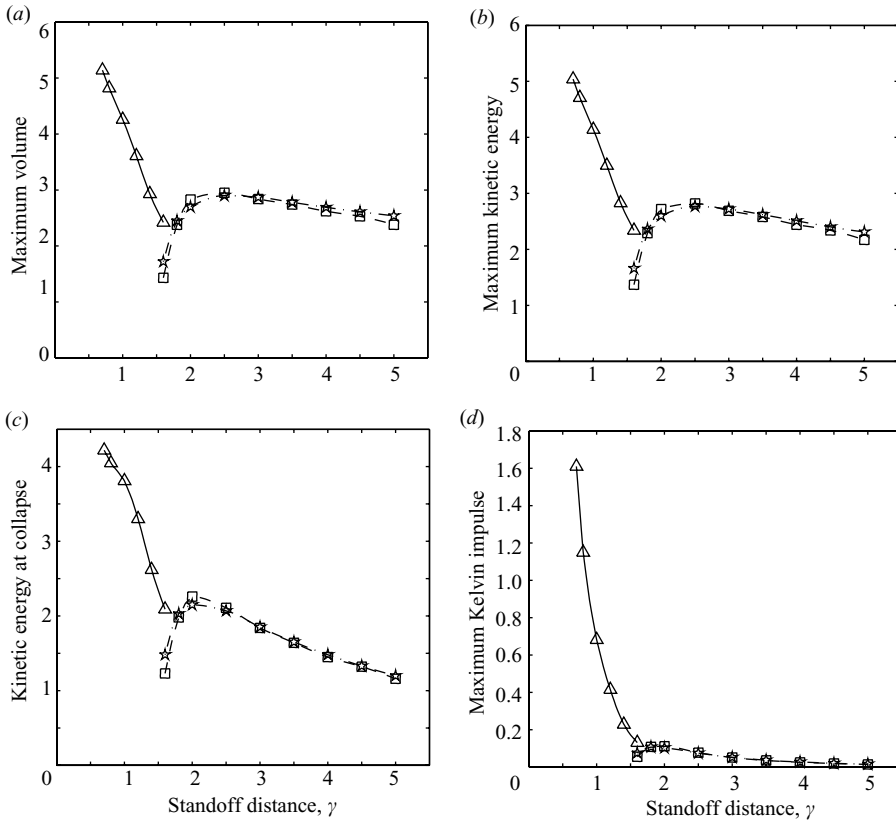 (a)
6
5
4
3
2
1
0
1 2 3 4 5
Maximum volume
(b)
6
5
4
3
2
1
0
1 2 3 4 5
Maximum kinetic energy
(c)
4
3
2
1
0
1 2 3 4 5
Kinetic energy at collapse
Standoff distance, γ
(d)
1.8
1.6
1.4
1.2
1.0
0.8
0.6
0.4
0.2
0
1 2 3 4 5
Maximum Kelvin impulse
Standoff distance, γ